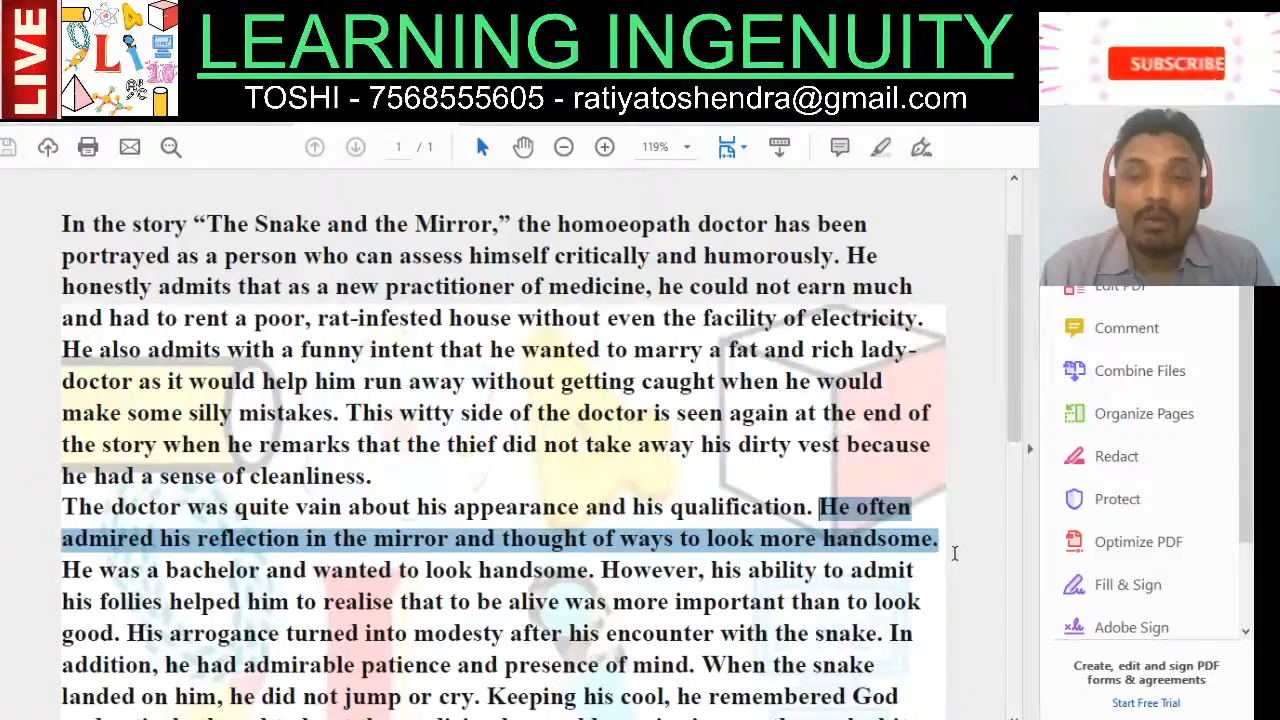 LIVE
LEARNING INGENUITY
TOSHI - 7568555605 - ratiyatoshendra@gmail.com
SUBSCRIBE
1 / 1
119%
In the story “The Snake and the Mirror,” the homoeopath doctor has been
portrayed as a person who can assess himself critically and humorously. He
honestly admits that as a new practitioner of medicine, he could not earn much
and had to rent a poor, rat-infested house without even the facility of electricity.
He also admits with a funny intent that he wanted to marry a fat and rich lady-
doctor as it would help him run away without getting caught when he would
make some silly mistakes. This witty side of the doctor is seen again at the end of
the story when he remarks that the thief did not take away his dirty vest because
he had a sense of cleanliness.
The doctor was quite vain about his appearance and his qualification. He often
admired his reflection in the mirror and thought of ways to look more handsome.
He was a bachelor and wanted to look handsome. However, his ability to admit
his follies helped him to realise that to be alive was more important than to look
good. His arrogance turned into modesty after his encounter with the snake. In
addition, he had admirable patience and presence of mind. When the snake
landed on him, he did not jump or cry. Keeping his cool, he remembered God
Edit PDF
Comment
Combine Files
Organize Pages
Redact
Protect
Optimize PDF
Fill & Sign
Adobe Sign
Create, edit and sign PDF
forms & agreements
Start Free Trial